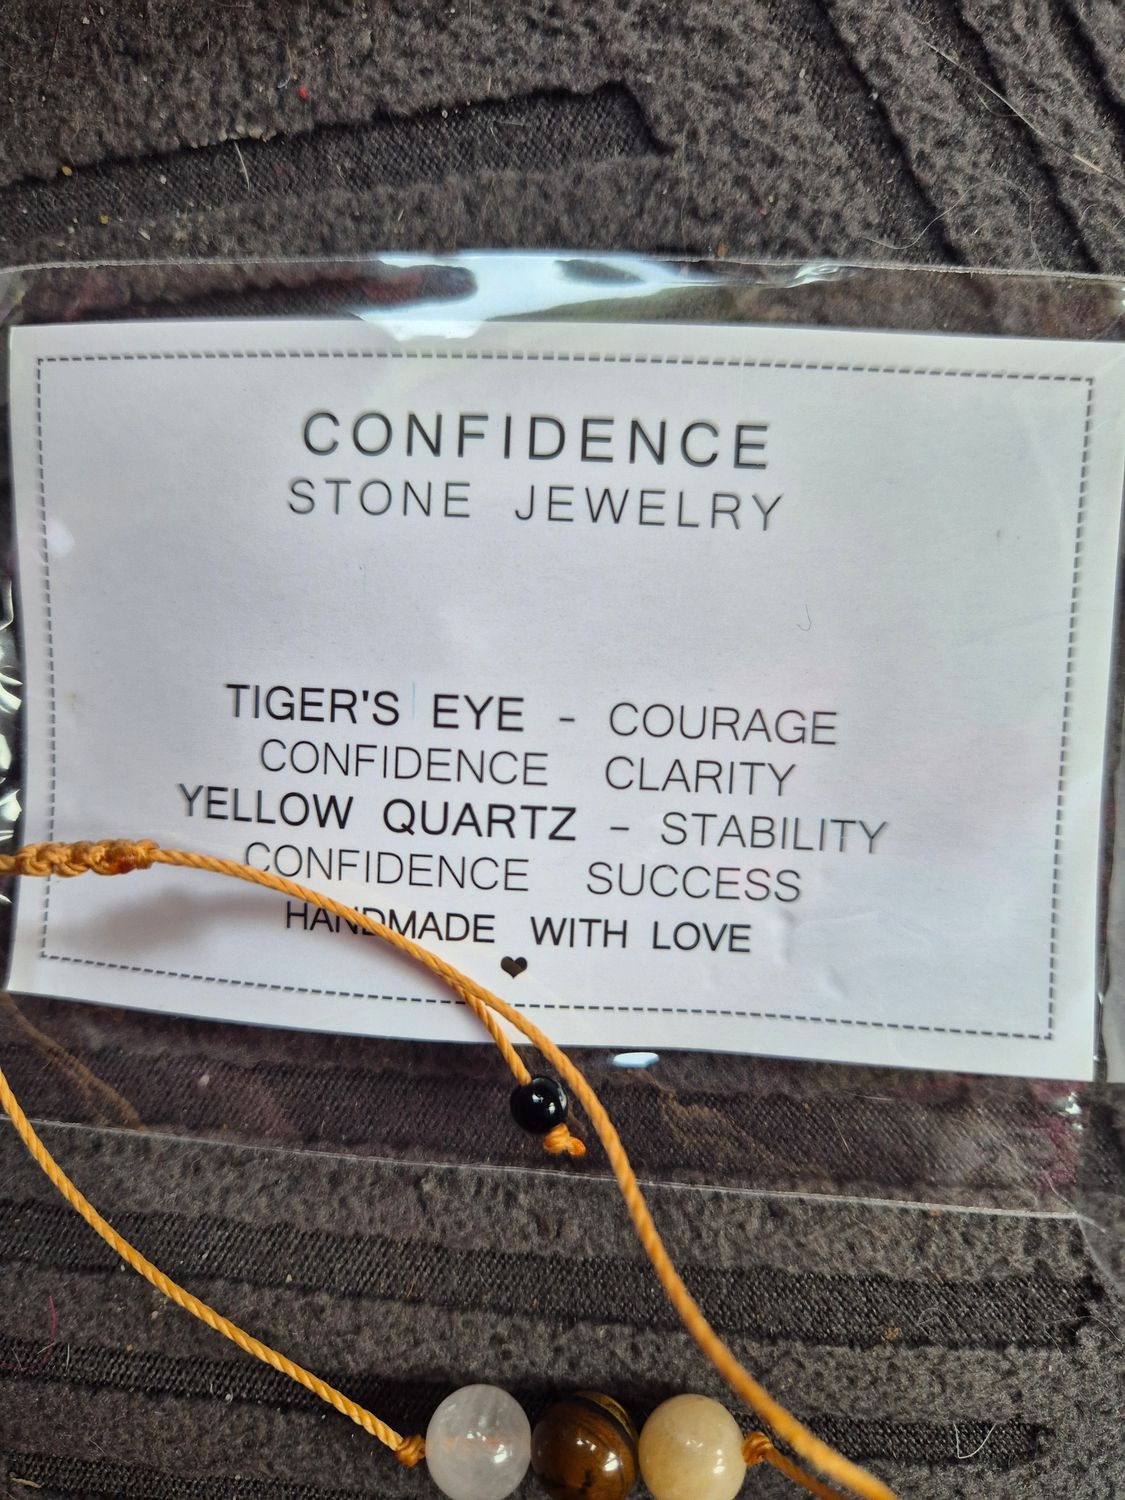 CONFIDENCE
STONE JEWELRY
TIGER'S EYE - COURAGE
CONFIDENCE CLARITY
YELLOW QUARTZ - STABILITY
CONFIDENCE SUCCESS
HANDMADE WITH LOVE